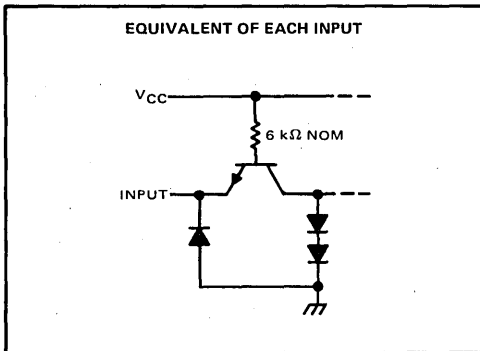 EQUIVALENT OF EACH INPUT
VCC
6 kΩ NOM
INPUT